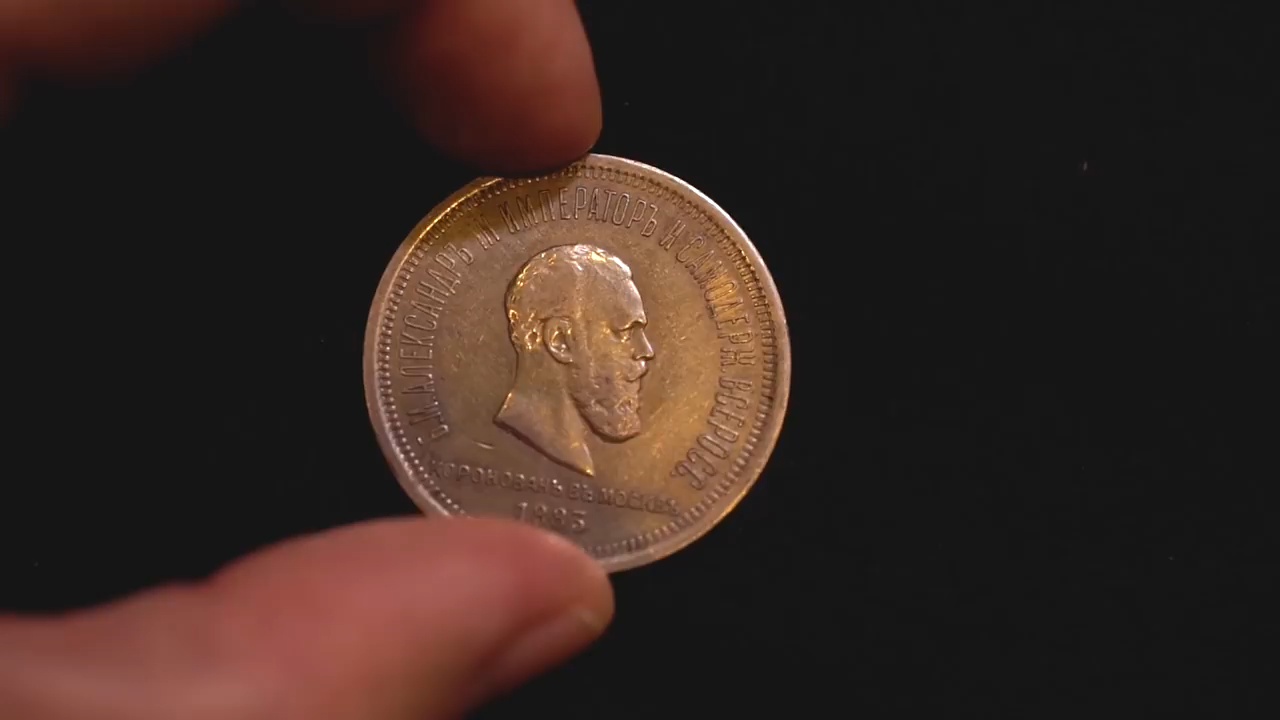 Б.М.АЛЕКСАНДРЪ III ИМПЕРАТОРЪ И САМОДЕРЖ.ВСЕРОСС.
КОРОНОВАНЪ ВЪ МОСКВѢ
1883